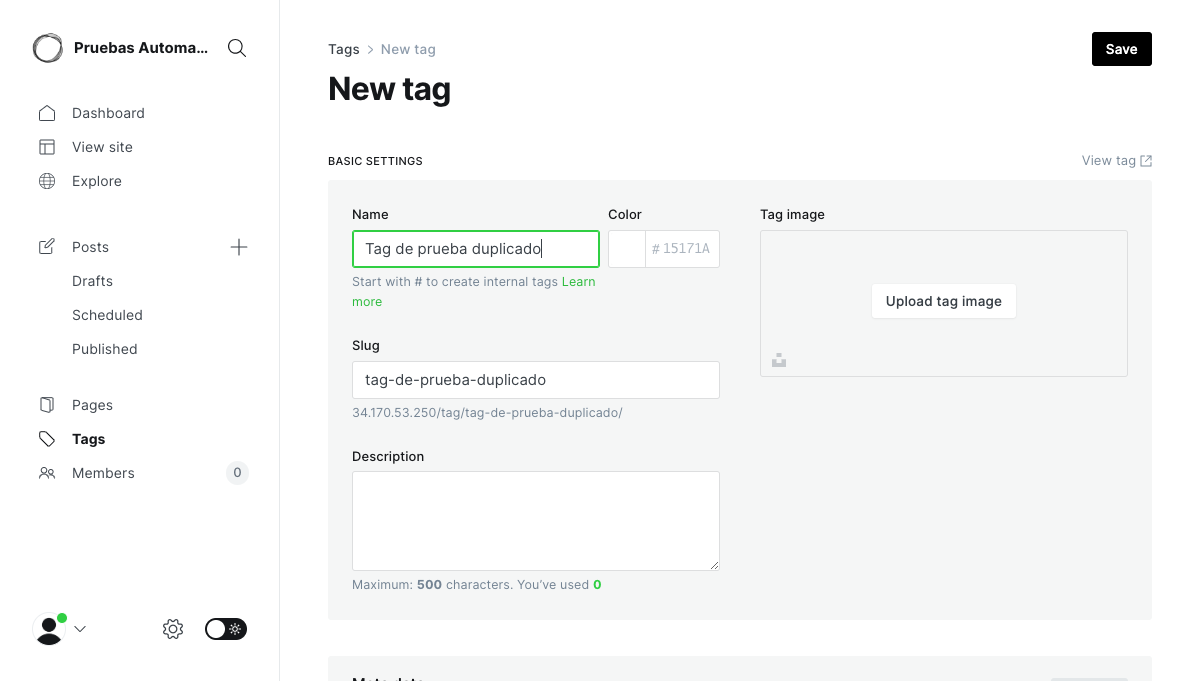 Pruebas Automa...
Dashboard
View site
Explore
Posts
Drafts
Scheduled
Published
Pages
Tags
Members
0
Tags > New tag
Save
New tag
BASIC SETTINGS
View tag
Name
Tag de prueba duplicado
Start with # to create internal tags Learn
more
Color
# 15171A
Slug
tag-de-prueba-duplicado
34.170.53.250/tag/tag-de-prueba-duplicado/
Description
Maximum: 500 characters. You've used 0
Tag image
Upload tag image
Meta data